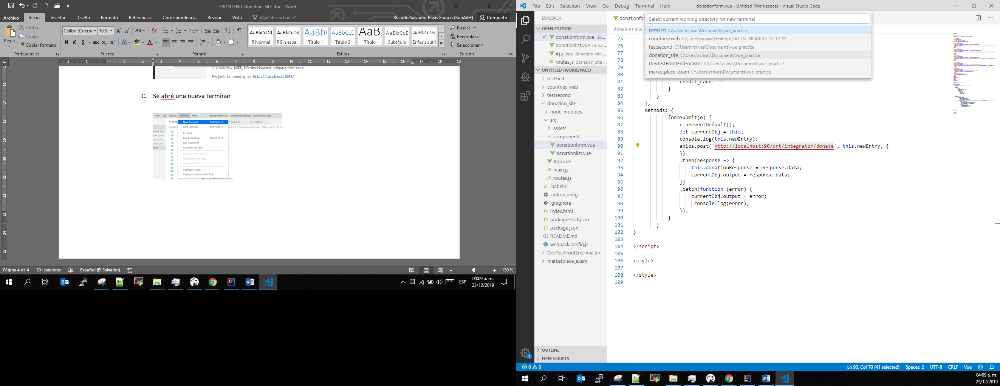 FRONTEND_Donation_Site_doc - Word
Archivo Inicio Insertar Diseño Formato Referencias Correspondencia Revisar Vista ¿Qué desea hacer? Ricardo Salvador Rivas Franco (SubAVH) Compartir
Pegar
Cortar
Copiar
Copiar formato
Portapapeles
Calibri (Cuerpo 10.5
N K S abc x₂ x²
Fuente
Párrafo
AaBbCcDd AaBbCcDd AaBb( AaBbCcE AaB AaBbCcD AaBbCcDd
¶ Normal ¶ Sin espa... Título 1 Título 2 Título Subtítulo Énfasis sutil
Estilos
Buscar
Reemplazar
Seleccionar
Edición
> cross-env NODE_ENV=development webpack-dev-serve
Project is running at http://localhost:8003/
C. Se abré una nueva terminar
View Go Debug Terminal Help donationform.vue - Untitled (Workspace) - Visual Studio Code
New Terminal Ctrl+Shift+ñ
Split Terminal Ctrl+Shift+5
Run Task...
Run Build Task... Ctrl+Shift+B
Run Active File
Run Selected Text
Show Running Tasks...
Restart Running Task...
Terminate Task...
Configure Tasks...
Configure Default Build Task...
App.vue routes.js
let currentObj = this;
Página 4 de 4 301 palabras Español (El Salvador) 130 %
ESP 04:09 a. m.
23/12/2019
File Edit Selection View Go Debug Terminal Help donationform.vue - Untitled (Workspace) - Visual Studio Code
EXPLORER
OPEN EDITORS
donationform.vue do...
donationlist.vue donat...
App.vue donation_site ...
routes.js donation_site ...
UNTITLED (WORKSPACE)
testFirst
countries-web
testsecond
donation_site
node_modules
src
assets
components
donationform.vue
donationlist.vue
App.vue
main.js
routes.js
.babelrc
.editorconfig
.gitignore
index.html
package-lock.json
package.json
README.md
webpack.config.js
DevTestFrontEnd-master
marketplace_exam
OUTLINE
NPM SCRIPTS
donationfor
donation_site
Select current working directory for new terminal
testFirst C:\Users\rsrivas\Documents\vue_practice
countries-web C:\Users\rsrivas\Desktop\DATUM_RICARDO_12_12_19
testsecond C:\Users\rsrivas\Documents\vue_practice
donation_site C:\Users\rsrivas\Documents\vue_practice
DevTestFrontEnd-master C:\Users\rsrivas\Documents\vue_practice
marketplace_exam C:\Users\rsrivas\Documents\vue_practice
75
76
77
78
79
80
81 credit_card: ''
82 }
83 }
84 },
85 methods: {
86 formSubmit(e) {
87 e.preventDefault();
88 let currentObj = this;
89 console.log(this.newEntry);
90 axios.post('http://localhost:90/dnt/integrator/donate', this.newEntry, {
91 })
92 .then(response => {
93 this.donationResponse = response.data;
94 currentObj.output = response.data;
95 })
96 .catch(function (error) {
97 currentObj.output = error;
98 console.log(error);
99 });
100 }
101 }
102 }
103
104 </script>
105
106 <style>
107
108 </style>
109
0 0 Ln 90, Col 70 (41 selected) Spaces: 2 UTF-8 CRLF Vue
04:09 a. m.
23/12/2019